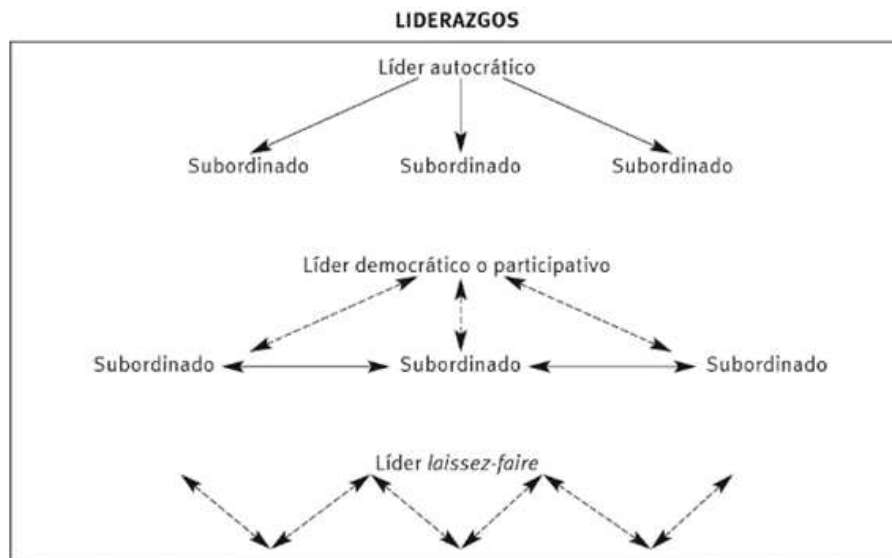 LIDERAZGOS
Líder autocrático
Subordinado Subordinado Subordinado
Líder democrático o participativo
Subordinado Subordinado Subordinado
Líder laissez-faire